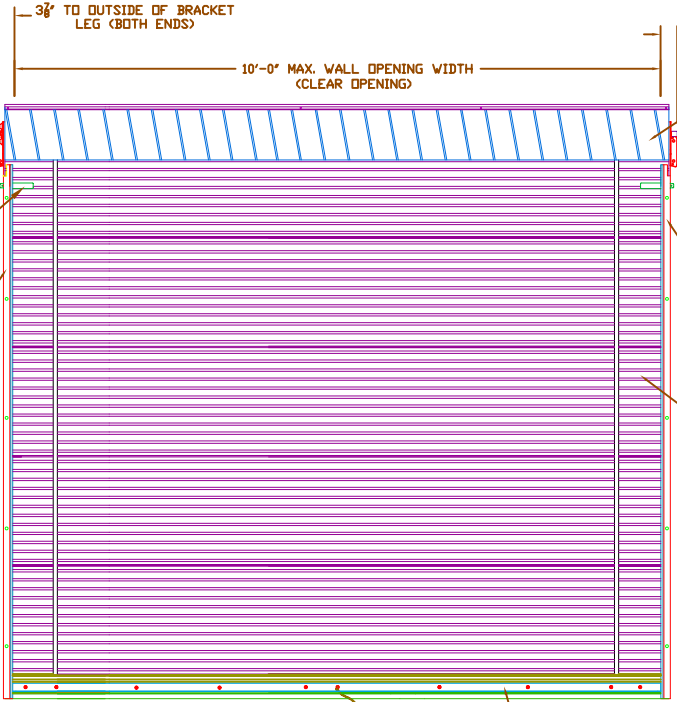 3⅞" TO OUTSIDE OF BRACKET
LEG (BOTH ENDS)
10'-0" MAX. WALL OPENING WIDTH
(CLEAR OPENING)